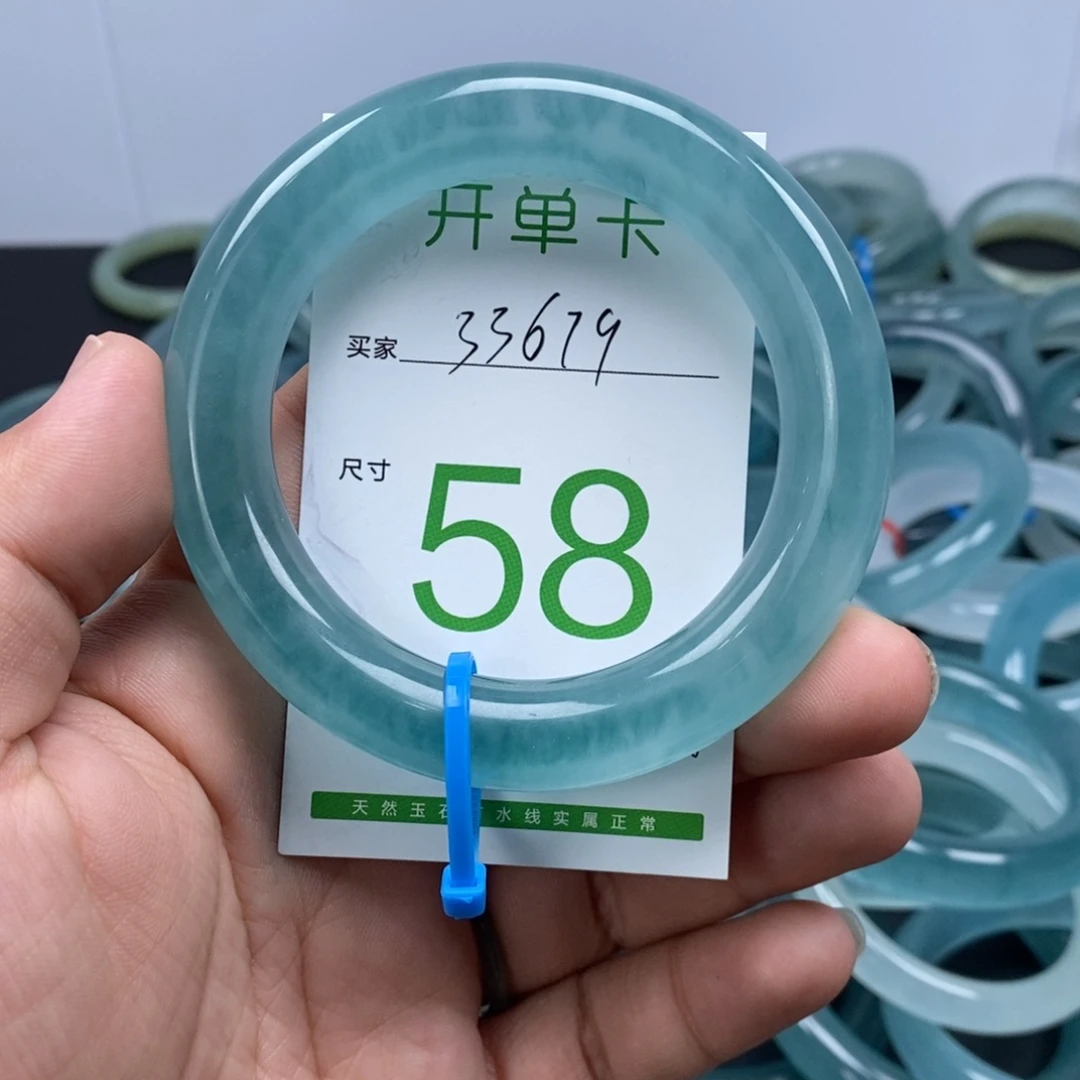 开单卡
买家 33679
尺寸 58
天然玉石 水线实属正常